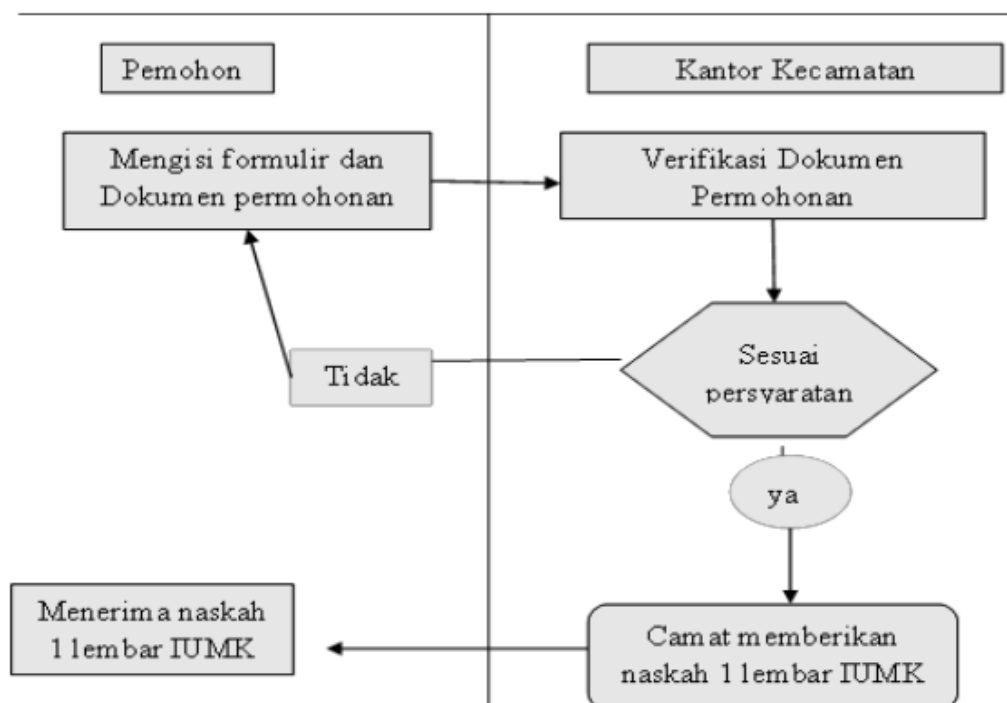 Pemohon
Kantor Kecamatan
Mengisi formulir dan
Dokumen permohonan
Verifikasi Dokumen
Permohonan
Sesuai
persyaratan
Tidak
ya
Menerima naskah
1 lembar IUMK
Camat memberikan
naskah 1 lembar IUMK